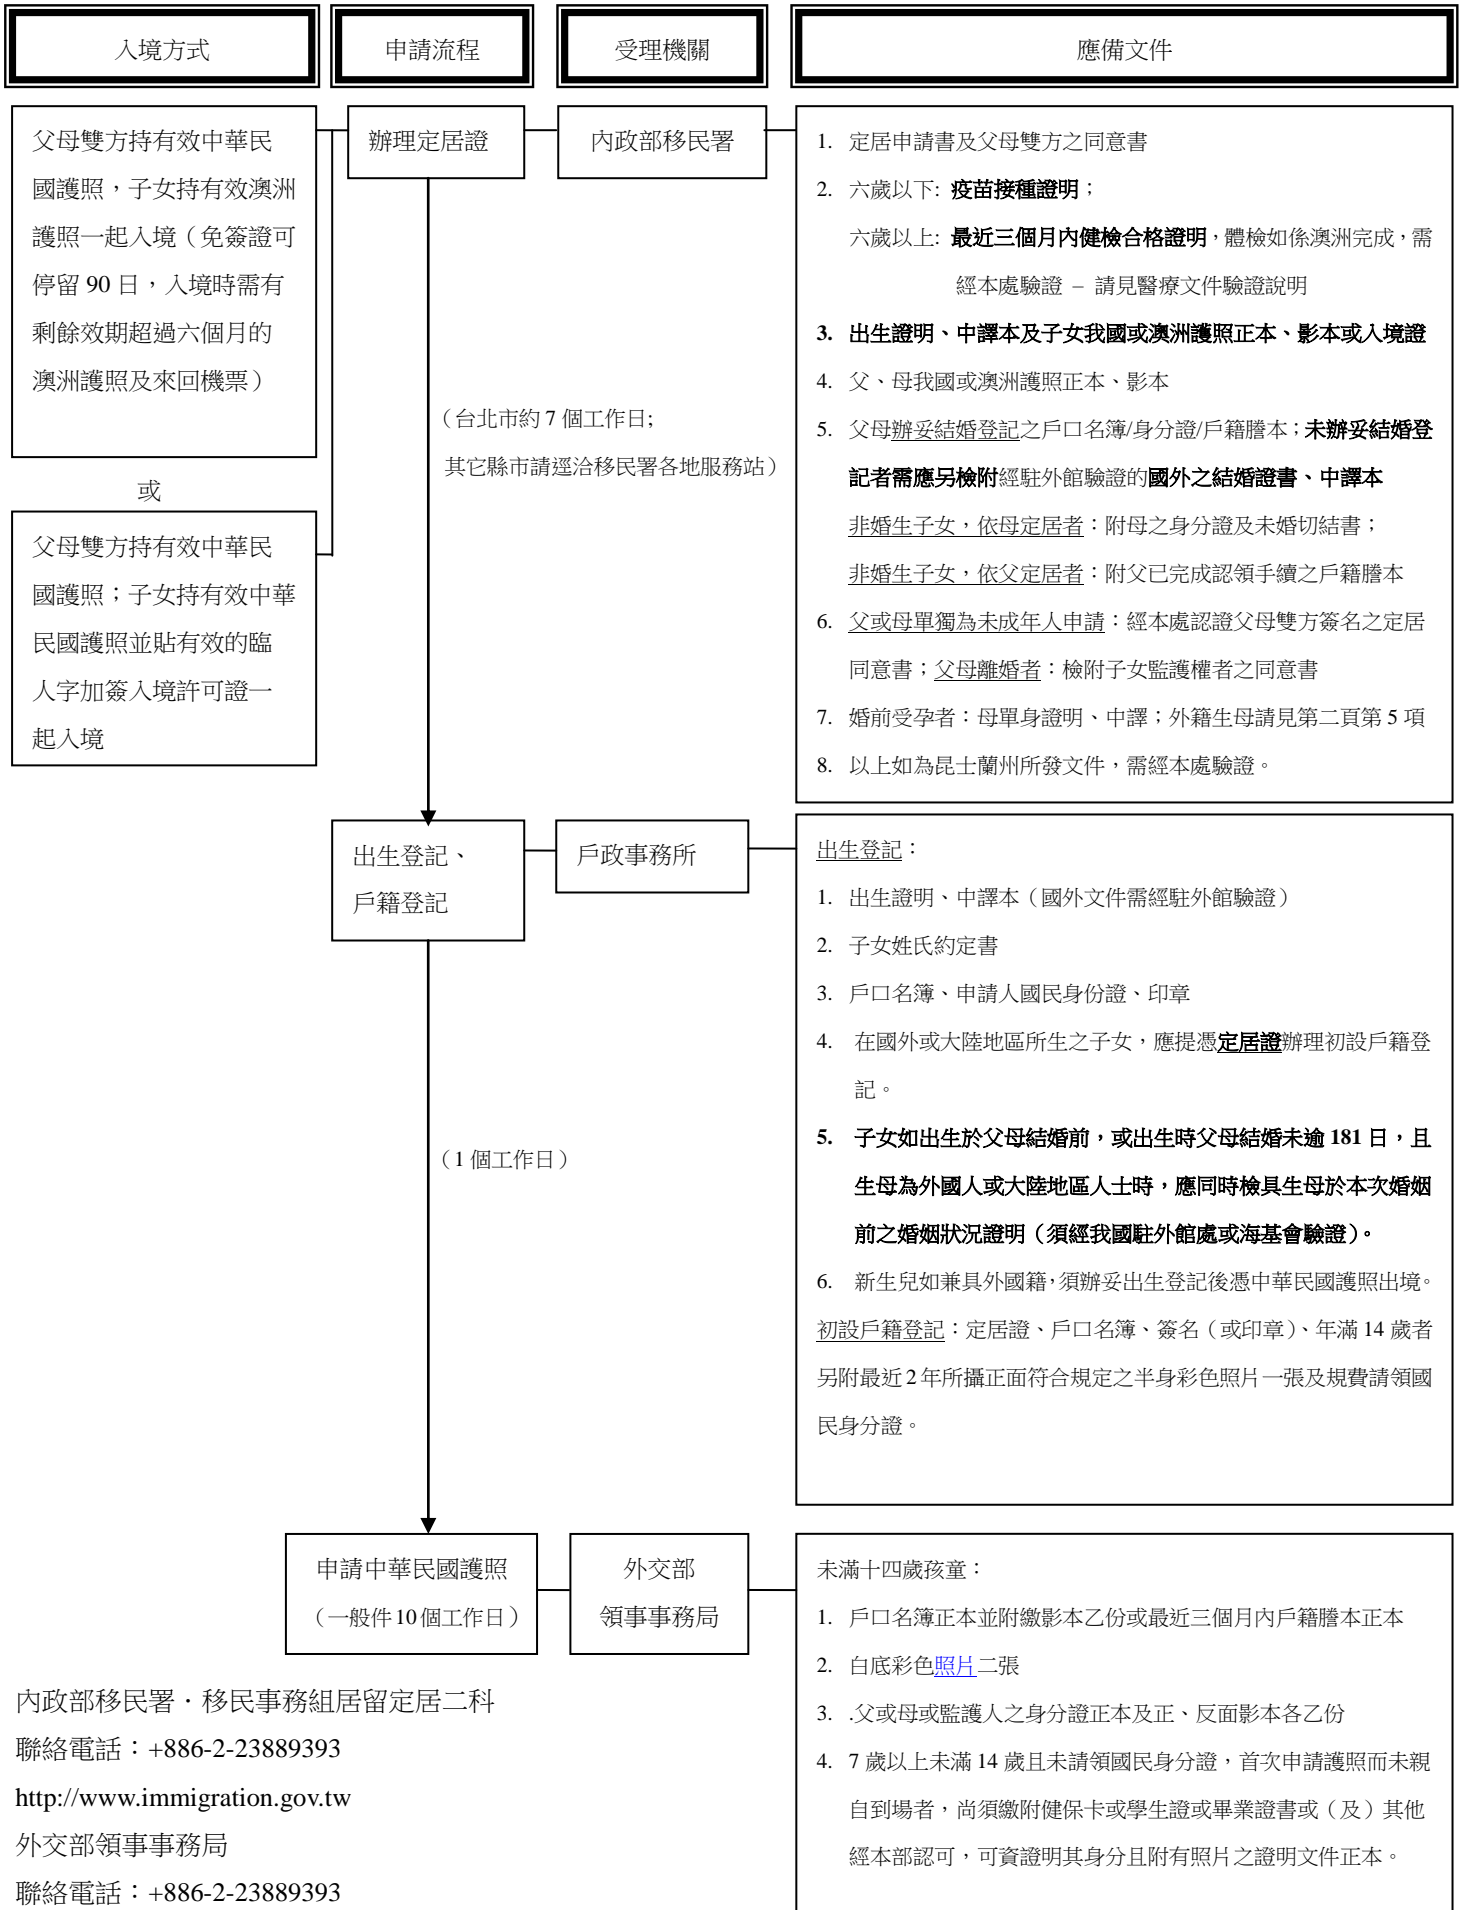 入境方式
申請流程
受理機關
應備文件
父母雙方持有效中華民
國護照，子女持有效澳洲
護照一起入境（免簽證可
停留 90 日，入境時需有
剩餘效期超過六個月的
澳洲護照及來回機票）
或
父母雙方持有效中華民
國護照；子女持有效中華
民國護照並貼有效的臨
人字加簽入境許可證一
起入境
辦理定居證
內政部移民署
（台北市約 7 個工作日;
其它縣市請逕洽移民署各地服務站）
1. 定居申請書及父母雙方之同意書
2. 六歲以下: 疫苗接種證明；
六歲以上: 最近三個月內健檢合格證明，體檢如係澳洲完成，需
經本處驗證 – 請見醫療文件驗證說明
3. 出生證明、中譯本及子女我國或澳洲護照正本、影本或入境證
4. 父、母我國或澳洲護照正本、影本
5. 父母辦妥結婚登記之戶口名簿/身分證/戶籍謄本；未辦妥結婚登
記者需應另檢附經駐外館驗證的國外之結婚證書、中譯本
非婚生子女，依母定居者：附母之身分證及未婚切結書；
非婚生子女，依父定居者：附父已完成認領手續之戶籍謄本
6. 父或母單獨為未成年人申請：經本處認證父母雙方簽名之定居
同意書；父母離婚者：檢附子女監護權者之同意書
7. 婚前受孕者：母單身證明、中譯；外籍生母請見第二頁第 5 項
8. 以上如為昆士蘭州所發文件，需經本處驗證。
出生登記、
戶籍登記
戶政事務所
（1 個工作日）
出生登記：
1. 出生證明、中譯本（國外文件需經駐外館驗證）
2. 子女姓氏約定書
3. 戶口名簿、申請人國民身份證、印章
4. 在國外或大陸地區所生之子女，應提憑定居證辦理初設戶籍登
記。
5. 子女如出生於父母結婚前，或出生時父母結婚未逾 181 日，且
生母為外國人或大陸地區人士時，應同時檢具生母於本次婚姻
前之婚姻狀況證明（須經我國駐外館處或海基會驗證）。
6. 新生兒如兼具外國籍，須辦妥出生登記後憑中華民國護照出境。
初設戶籍登記：定居證、戶口名簿、簽名（或印章）、年滿 14 歲者
另附最近 2 年所攝正面符合規定之半身彩色照片一張及規費請領國
民身分證。
申請中華民國護照
（一般件 10 個工作日）
外交部
領事事務局
未滿十四歲孩童：
1. 戶口名簿正本並附繳影本乙份或最近三個月內戶籍謄本正本
2. 白底彩色照片二張
3. .父或母或監護人之身分證正本及正、反面影本各乙份
4. 7 歲以上未滿 14 歲且未請領國民身分證，首次申請護照而未親
自到場者，尚須繳附健保卡或學生證或畢業證書或（及）其他
經本部認可，可資證明其身分且附有照片之證明文件正本。
內政部移民署．移民事務組居留定居二科
聯絡電話：+886-2-23889393
http://www.immigration.gov.tw
外交部領事事務局
聯絡電話：+886-2-23889393